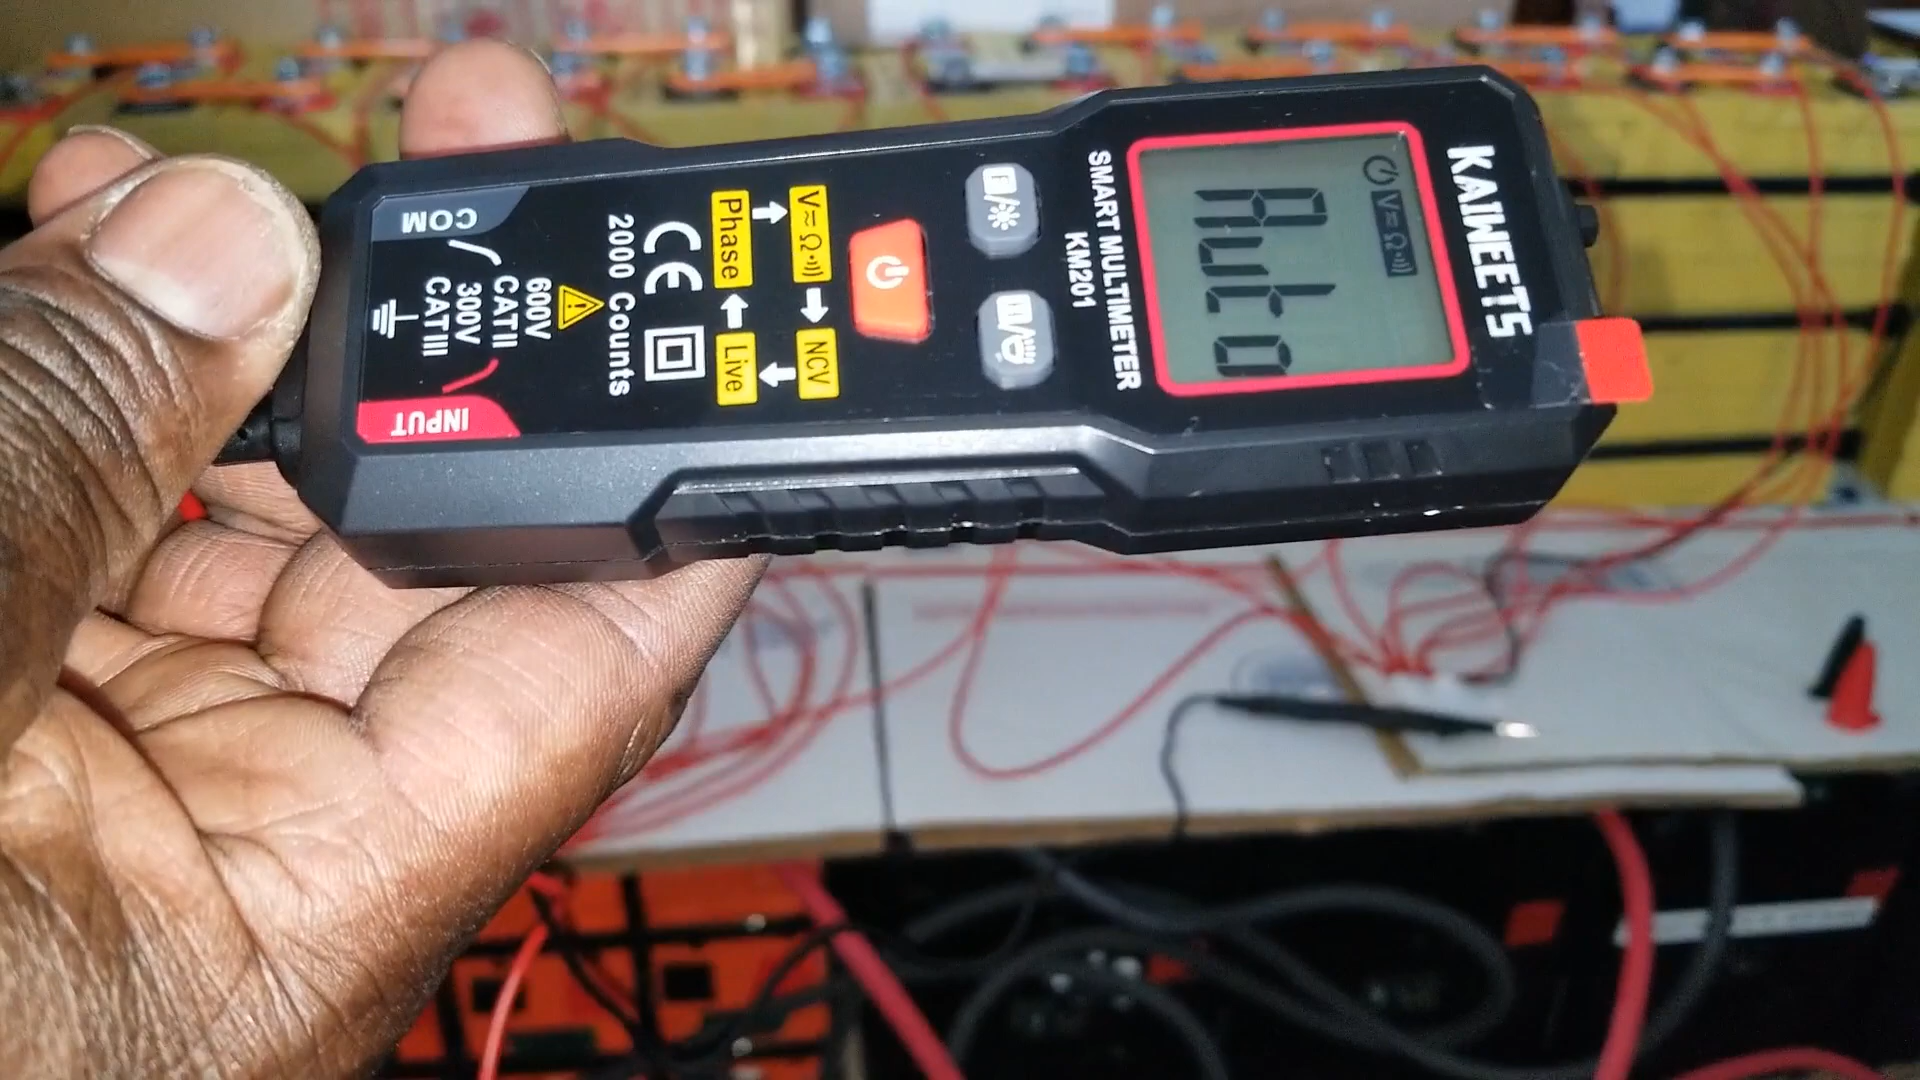 KAIWEETS
V Ω
Auto
SMART MULTIMETER
KM201
V Ω
NCV
Phase
Live
CE
2000 Counts
600V
CATII
300V
CATIII
COM
INPUT